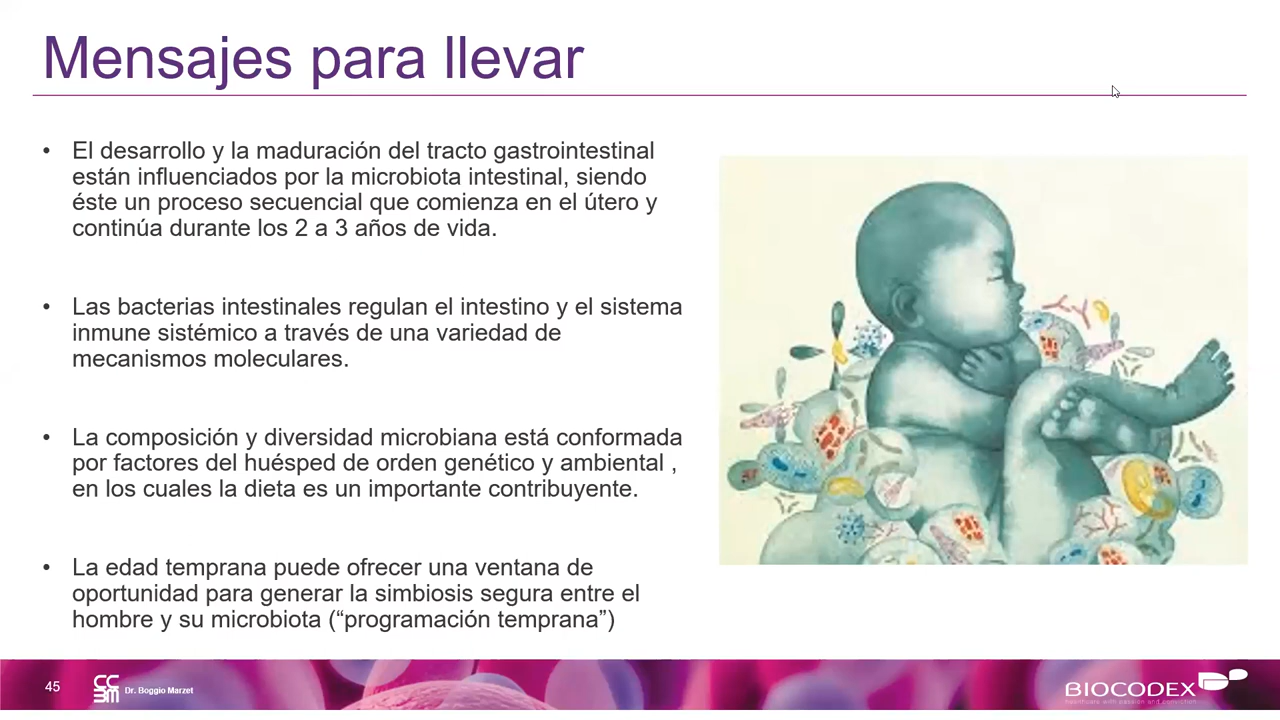 Mensajes para llevar
• El desarrollo y la maduración del tracto gastrointestinal
están influenciados por la microbiota intestinal, siendo
éste un proceso secuencial que comienza en el útero y
continúa durante los 2 a 3 años de vida.
• Las bacterias intestinales regulan el intestino y el sistema
inmune sistémico a través de una variedad de
mecanismos moleculares.
• La composición y diversidad microbiana está conformada
por factores del huésped de orden genético y ambiental ,
en los cuales la dieta es un importante contribuyente.
• La edad temprana puede ofrecer una ventana de
oportunidad para generar la simbiosis segura entre el
hombre y su microbiota (“programación temprana”)
45
Dr. Boggio Marzet
BIOCODEX
healthcare with passion and conviction